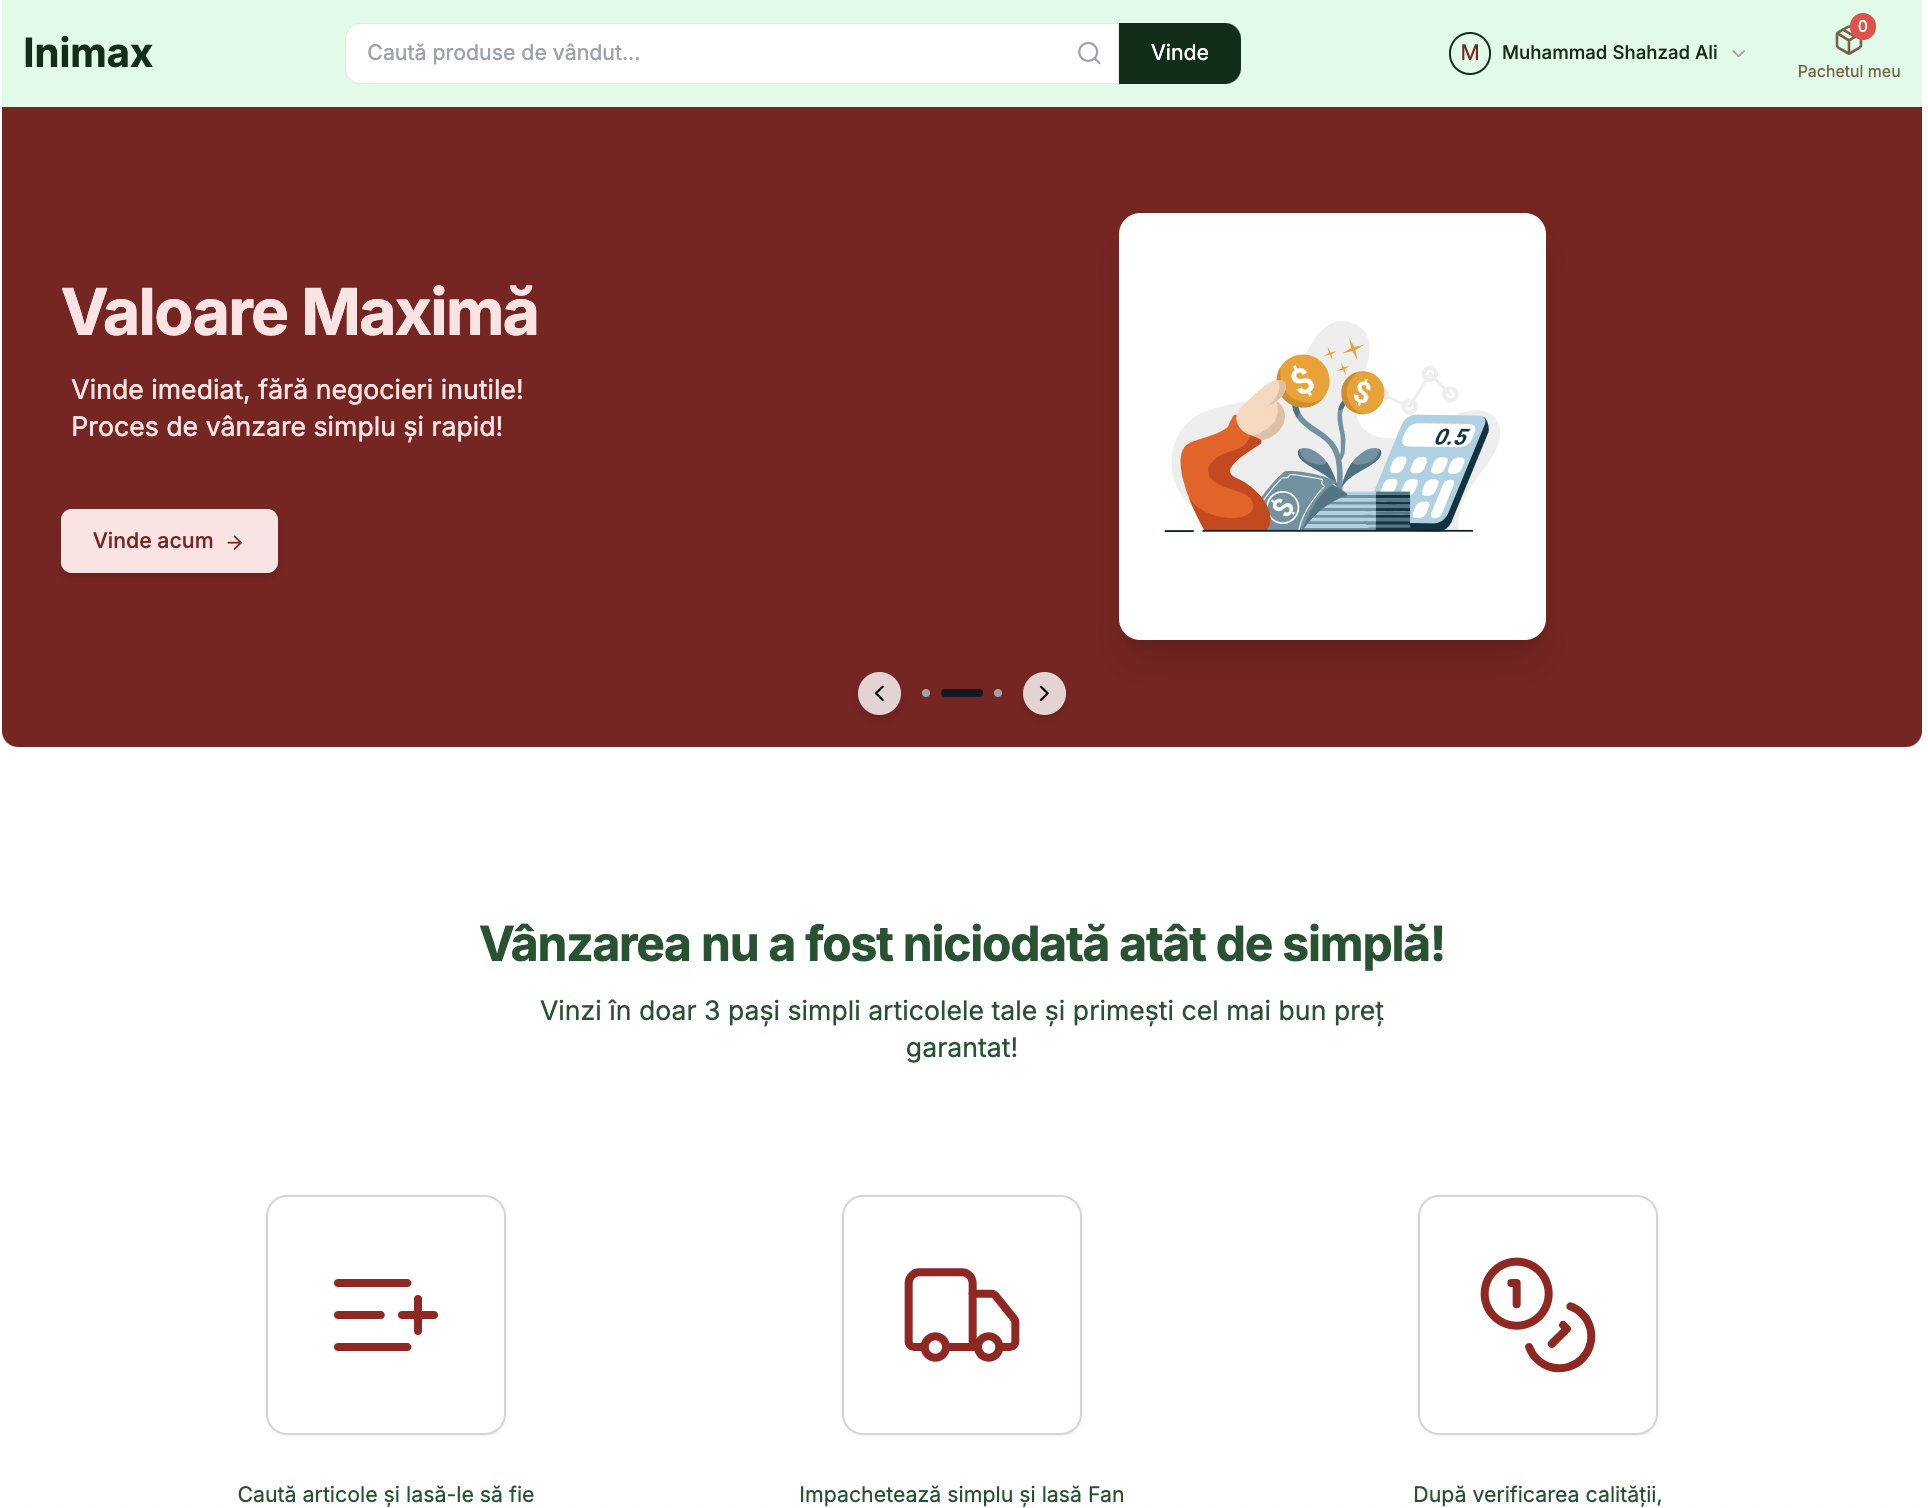 Inimax
Caută produse de vândut...
Vinde
M
Muhammad Shahzad Ali
0
Pachetul meu
Valoare Maximă
Vinde imediat, fără negocieri inutile!
Proces de vânzare simplu și rapid!
Vinde acum →
$
$
0.5
$
Vânzarea nu a fost niciodată atât de simplă!
Vinzi în doar 3 pași simpli articolele tale și primești cel mai bun preț
garantat!
1
1
Caută articole și lasă-le să fie
Impachetează simplu și lasă Fan
După verificarea calității,